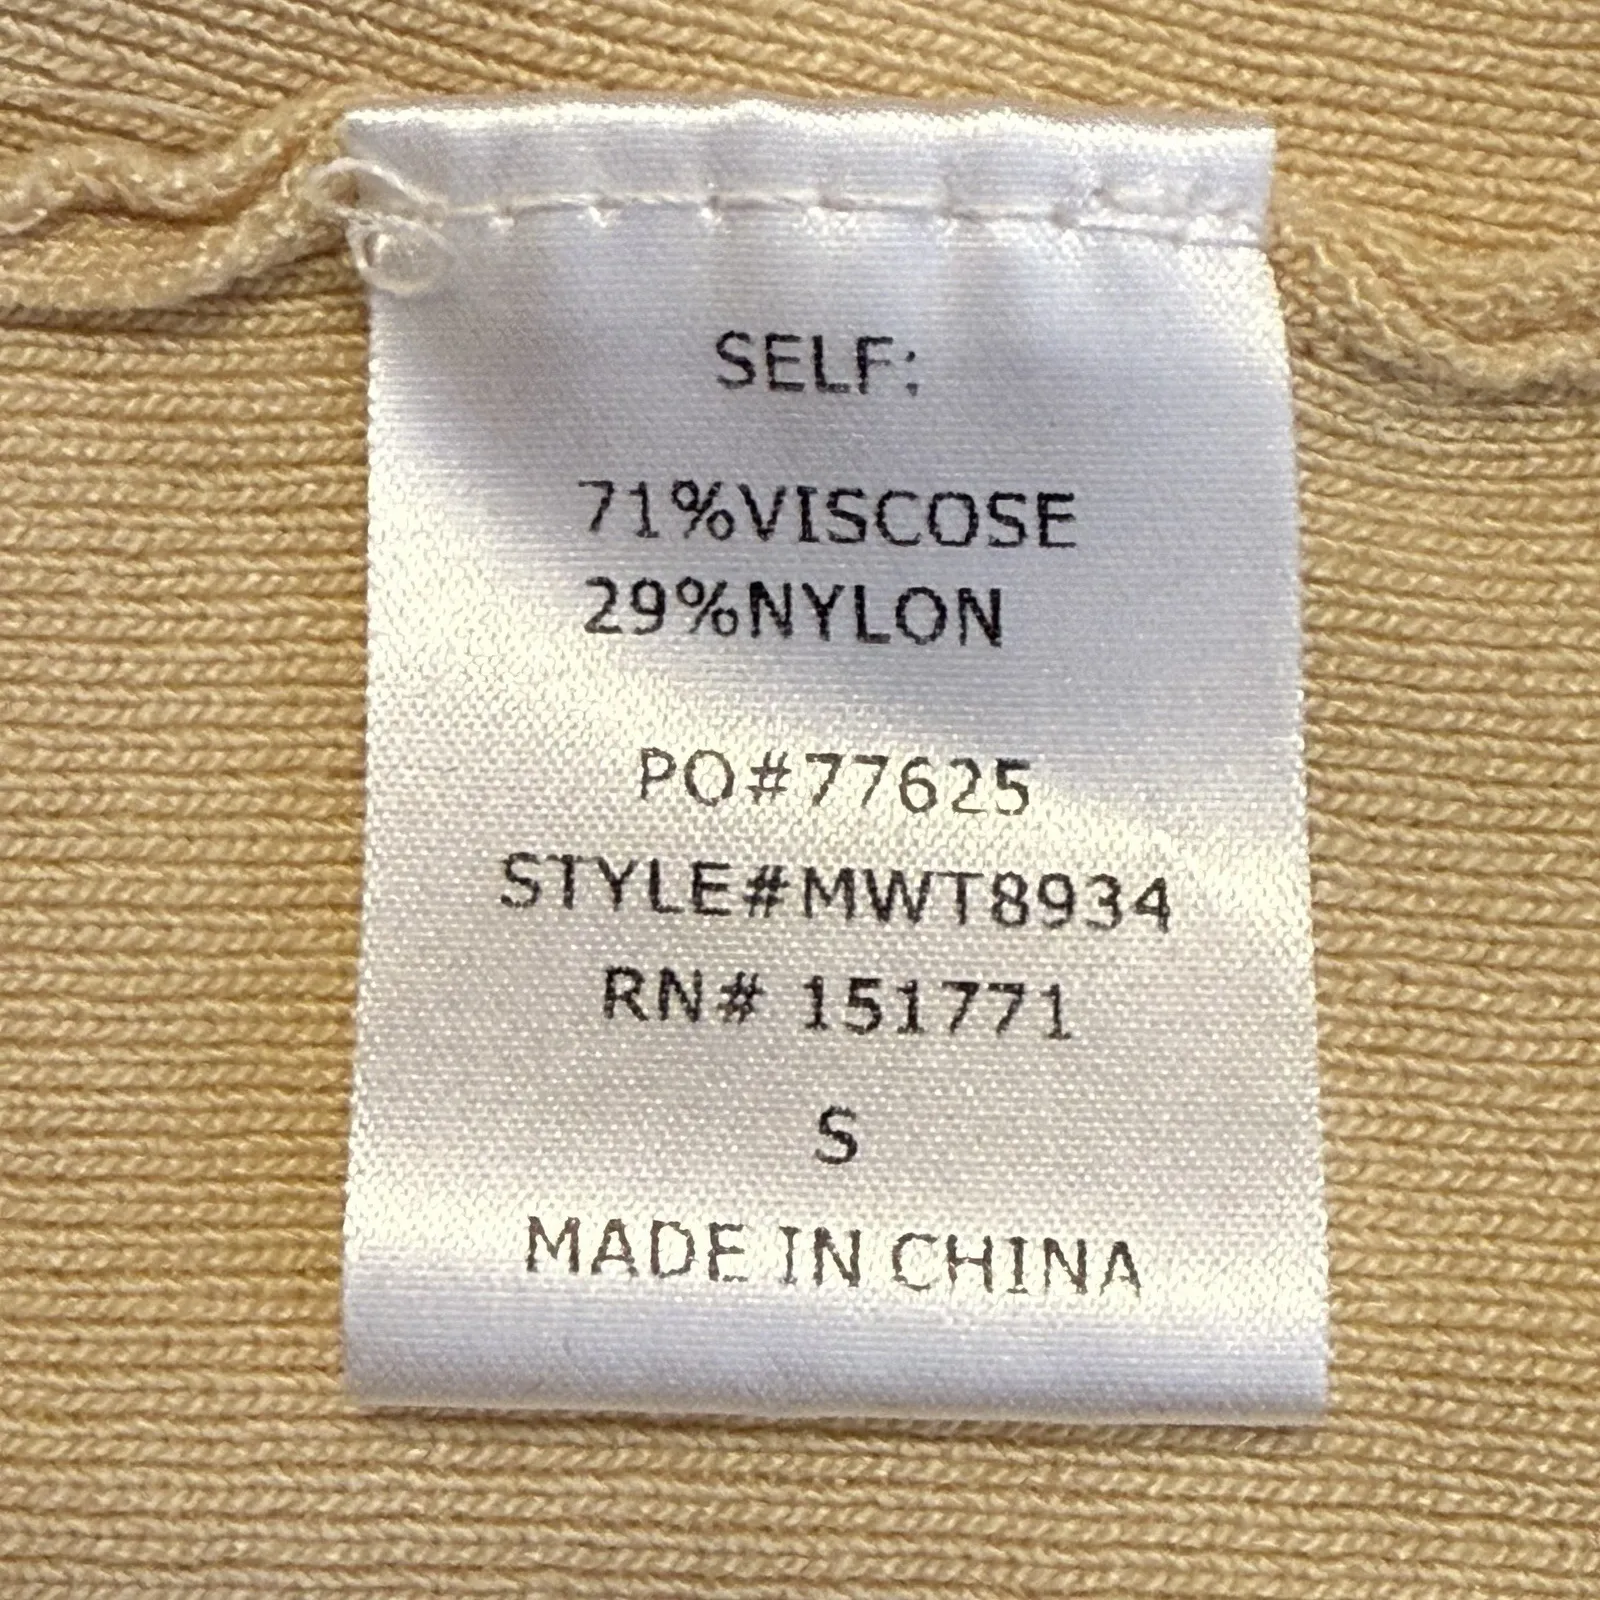 SELF:
71%VISCOSE
29%NYLON
PO#77625
STYLE#MWT8934
RN# 151771
S
MADE IN CHINA